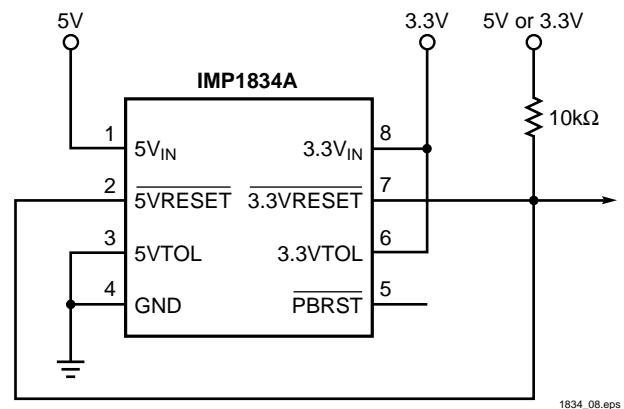 5V 3.3V 5V or 3.3V
IMP1834A
10kΩ
1 5VIN 3.3VIN 8
2 5VRESET 3.3VRESET 7
3 5VTOL 3.3VTOL 6
4 GND PBRST 5
1834_08.eps